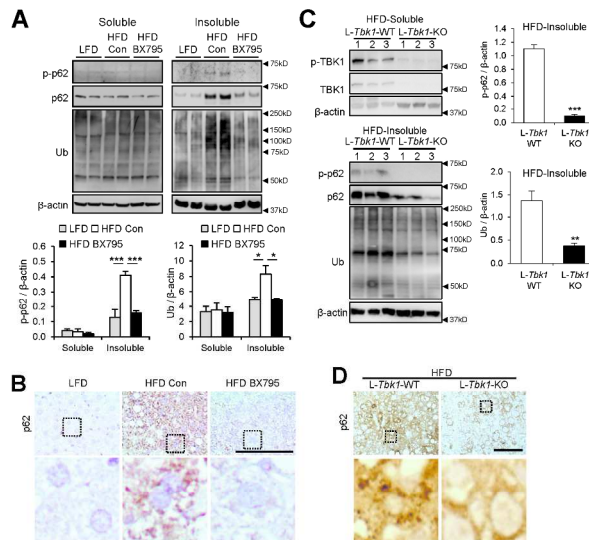 A
Soluble
Insoluble
LFD
HFD Con
HFD BX795
LFD
HFD Con
HFD BX795
p-p62
p62
Ub
β-actin
75kD
75kD
50kD
250kD
150kD
100kD
75kD
50kD
37kD
LFD
HFD Con
HFD BX795
p-p62 / β-actin
0.5
0.4
0.3
0.2
0.1
0.0
***
***
Soluble
Insoluble
Ub / β-actin
10
8
6
4
2
0
*
*
Soluble
Insoluble
B
LFD
HFD Con
HFD BX795
p62
C
HFD-Soluble
L-Tbk1-WT
L-Tbk1-KO
1 2 3 1 2 3
p-TBK1
TBK1
β-actin
75kD
75kD
37kD
HFD-Insoluble
L-Tbk1-WT
L-Tbk1-KO
1 2 3 1 2 3
p-p62
p62
Ub
β-actin
75kD
75kD
50kD
250kD
150kD
100kD
75kD
50kD
37kD
HFD-Insoluble
p-p62 / β-actin
1.2
1.0
0.8
0.6
0.4
0.2
0.0
***
L-Tbk1 WT
L-Tbk1 KO
HFD-Insoluble
Ub / β-actin
2.0
1.5
1.0
0.5
0.0
**
L-Tbk1 WT
L-Tbk1 KO
D
HFD
L-Tbk1-WT
L-Tbk1-KO
p62